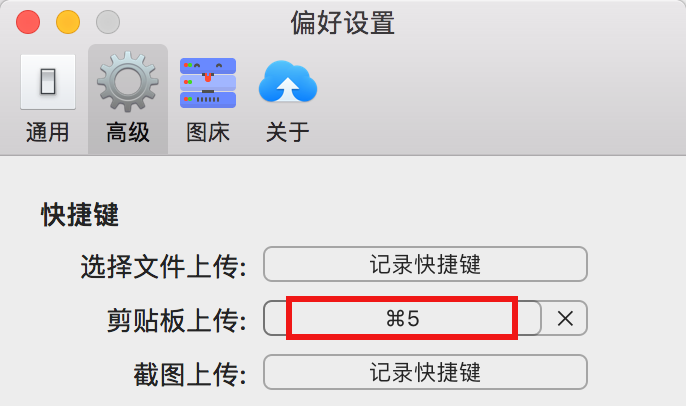 偏好设置
通用 高级 图床 关于
快捷键
选择文件上传: 记录快捷键
剪贴板上传: ⌘5 ×
截图上传: 记录快捷键